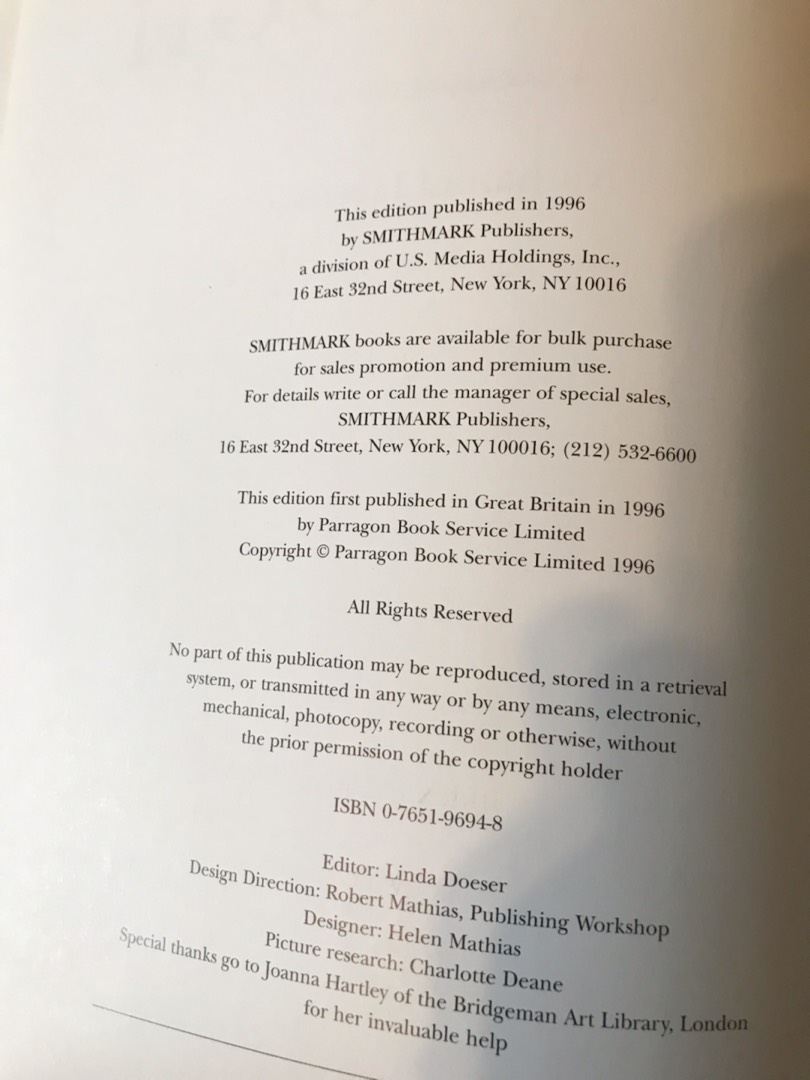 This edition published in 1996
by SMITHMARK Publishers,
a division of U.S. Media Holdings, Inc.,
16 East 32nd Street, New York, NY 10016
SMITHMARK books are available for bulk purchase
for sales promotion and premium use.
For details write or call the manager of special sales,
SMITHMARK Publishers,
16 East 32nd Street, New York, NY 100016; (212) 532-6600
This edition first published in Great Britain in 1996
by Parragon Book Service Limited
Copyright © Parragon Book Service Limited 1996
All Rights Reserved
No part of this publication may be reproduced, stored in a retrieval
system, or transmitted in any way or by any means, electronic,
mechanical, photocopy, recording or otherwise, without
the prior permission of the copyright holder
ISBN 0-7651-9694-8
Editor: Linda Doeser
Design Direction: Robert Mathias, Publishing Workshop
Designer: Helen Mathias
Picture research: Charlotte Deane
Special thanks go to Joanna Hartley of the Bridgeman Art Library, London
for her invaluable help